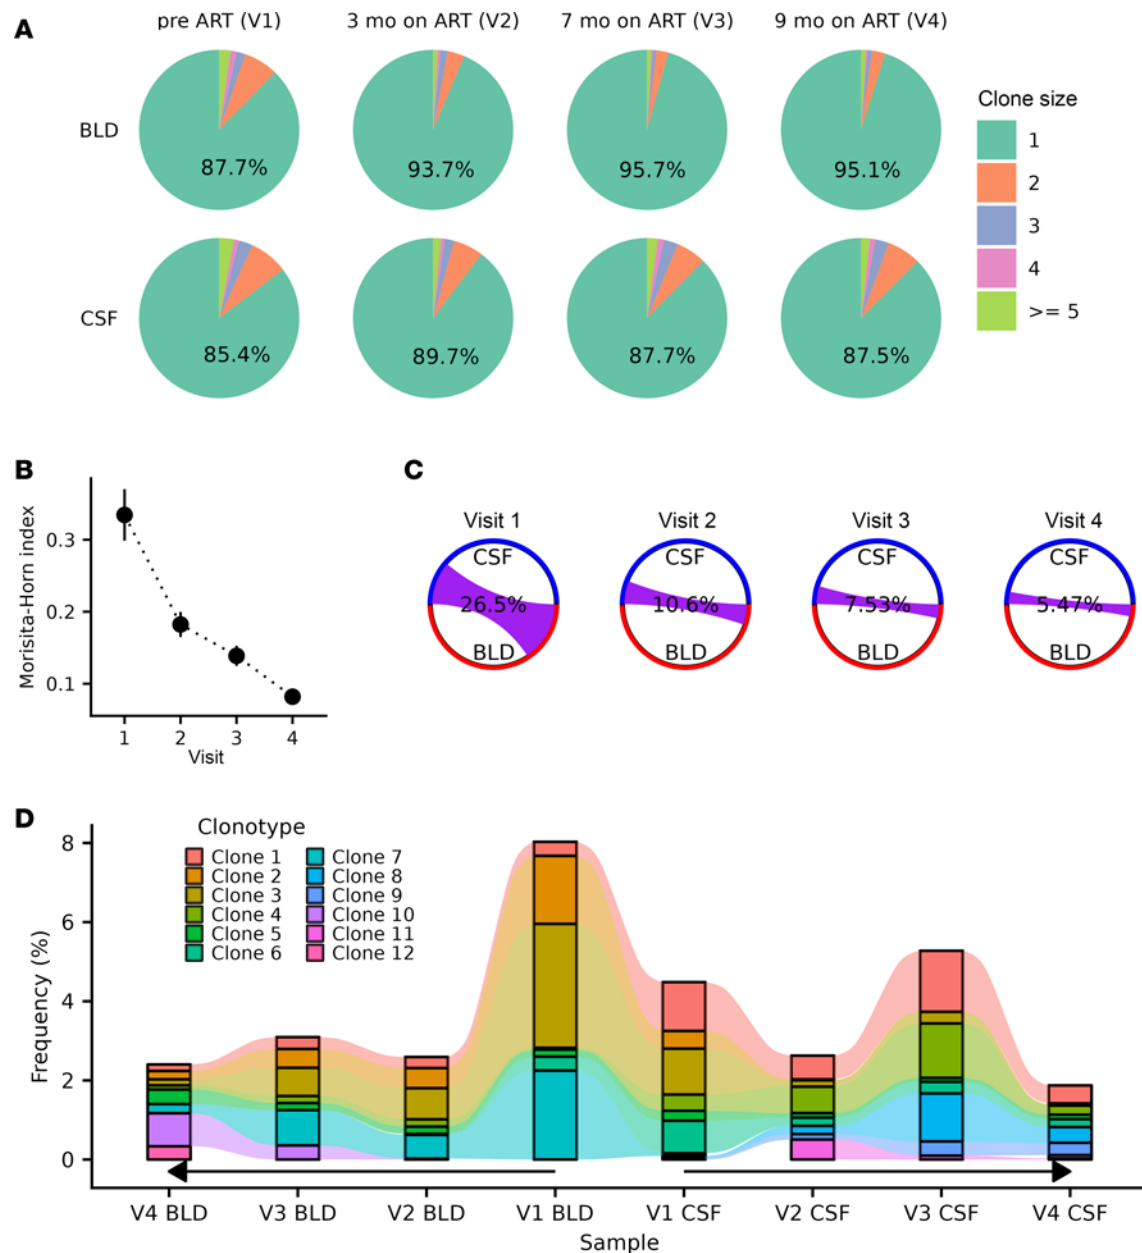 A
pre ART (V1) 3 mo on ART (V2) 7 mo on ART (V3) 9 mo on ART (V4)
BLD
87.7% 93.7% 95.7% 95.1%
CSF
85.4% 89.7% 87.7% 87.5%
Clone size
1
2
3
4
>= 5
B
Morisita-Horn index
0.3
0.2
0.1
1 2 3 4
Visit
C
Visit 1 Visit 2 Visit 3 Visit 4
CSF CSF CSF CSF
26.5% 10.6% 7.53% 5.47%
BLD BLD BLD BLD
D
Clonotype
Clone 1 Clone 7
Clone 2 Clone 8
Clone 3 Clone 9
Clone 4 Clone 10
Clone 5 Clone 11
Clone 6 Clone 12
Frequency (%)
8
6
4
2
0
V4 BLD V3 BLD V2 BLD V1 BLD V1 CSF V2 CSF V3 CSF V4 CSF
Sample